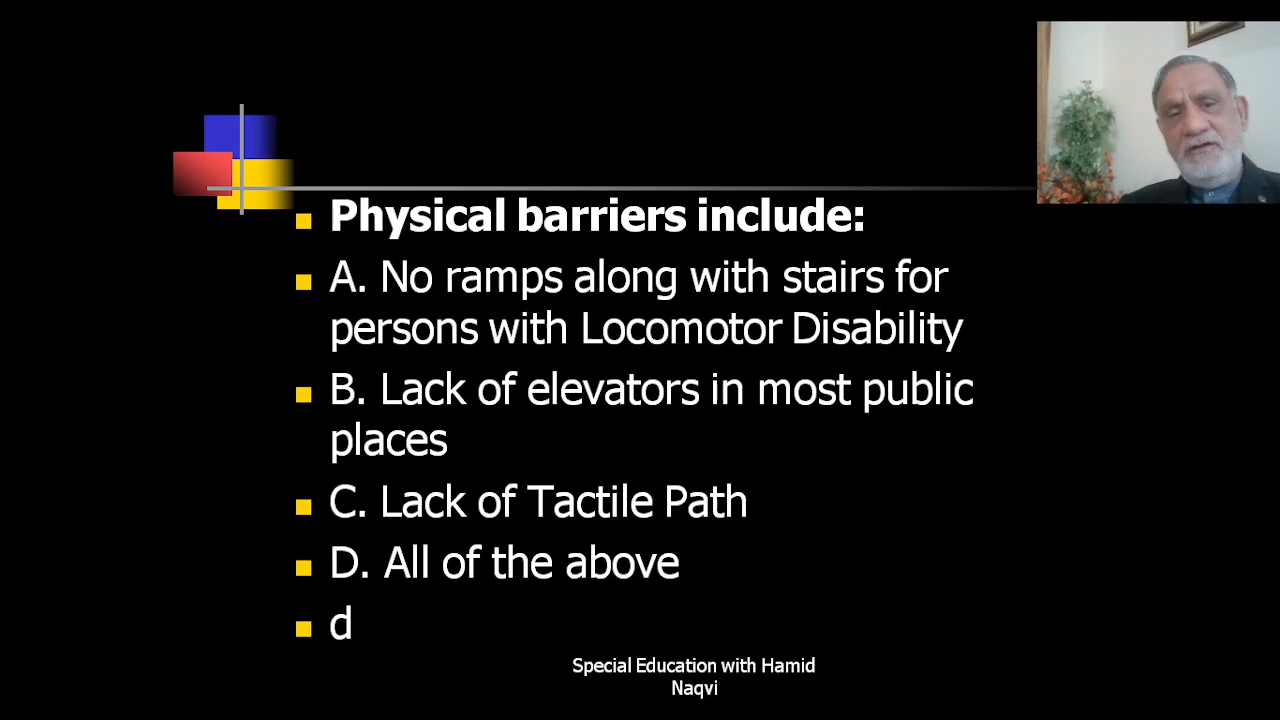 Physical barriers include:
A. No ramps along with stairs for
persons with Locomotor Disability
B. Lack of elevators in most public
places
C. Lack of Tactile Path
D. All of the above
d
Special Education with Hamid
Naqvi